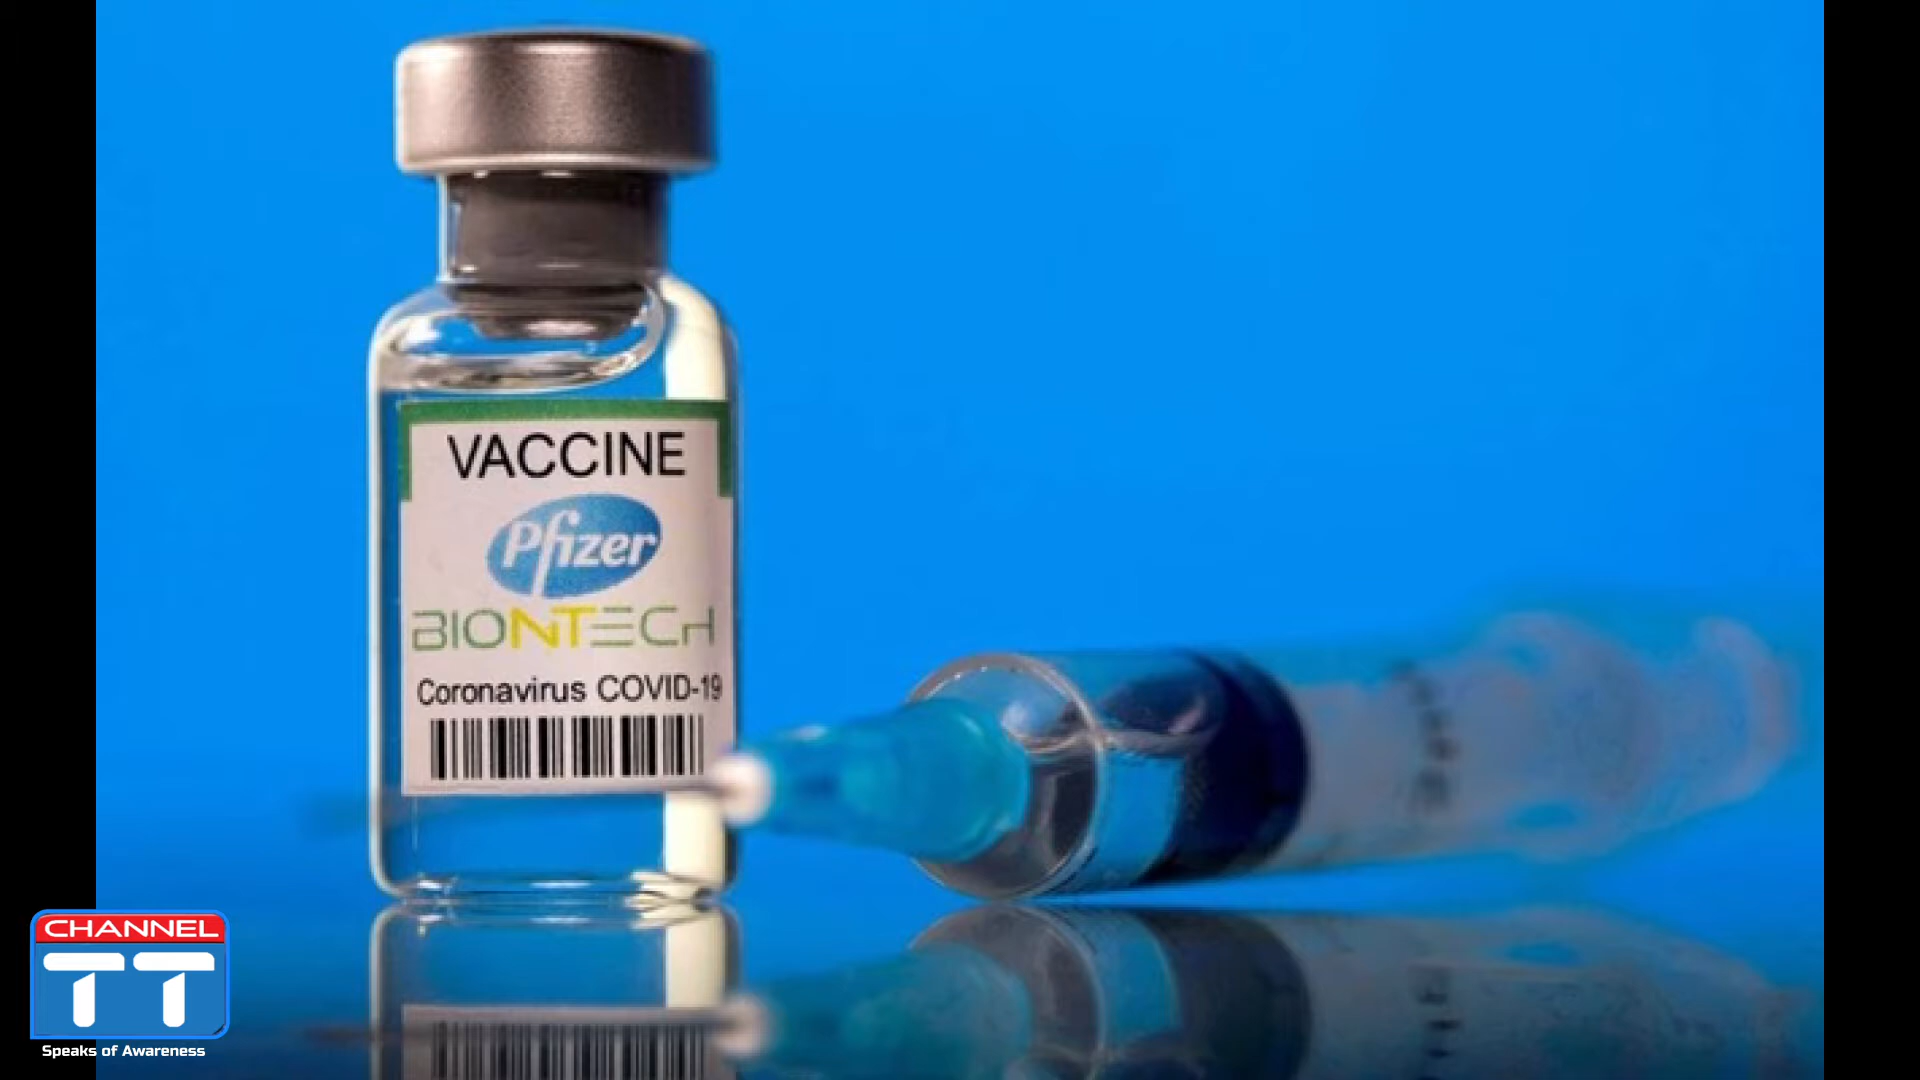 VACCINE
Pfizer
BIONTECH
Coronavirus COVID-19
CHANNEL
TT
Speaks of Awareness